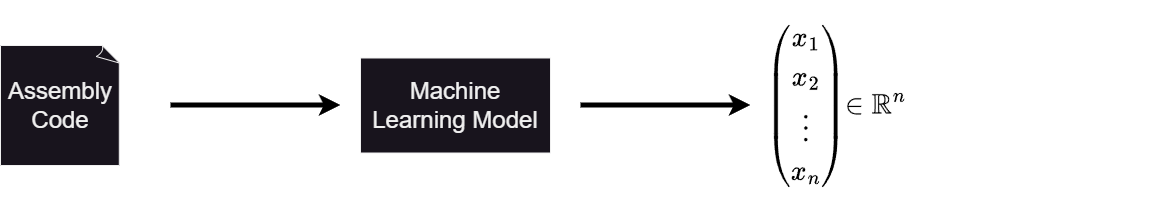 Assembly
Code
Machine
Learning Model
x₁
x₂
⋮
xₙ
∈ ℝⁿ